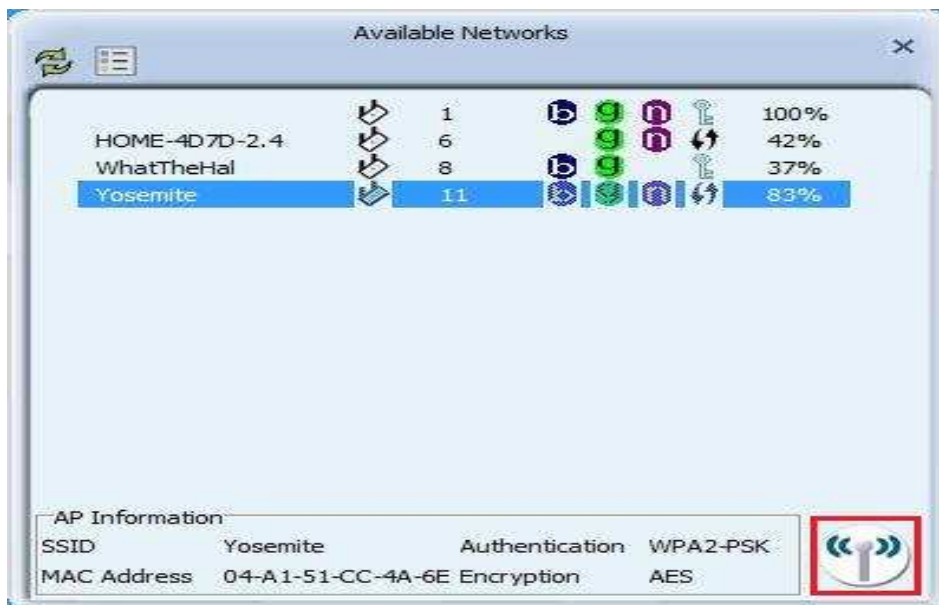 Available Networks
1 b g n 100%
HOME-4D7D-2.4 6 g n 42%
WhatTheHal 8 b g 37%
Yosemite 11 b g n 83%
AP Information
SSID Yosemite Authentication WPA2-PSK
MAC Address 04-A1-51-CC-4A-6E Encryption AES